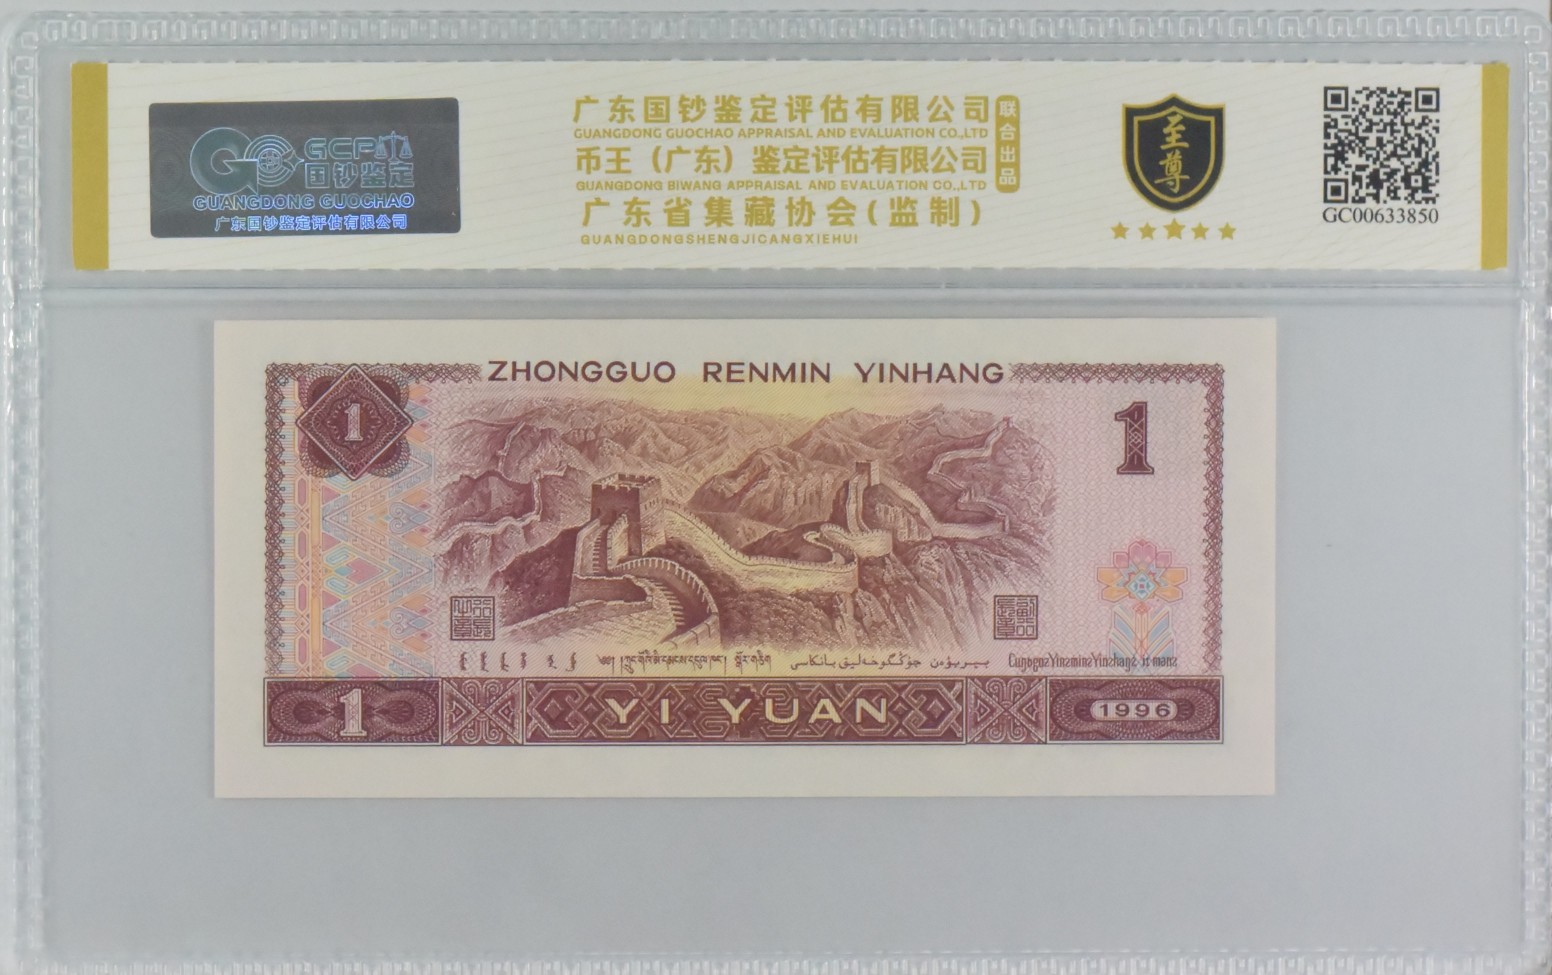 GCP
国钞鉴定
GUANGDONG GUOCHAO
广东国钞鉴定评估有限公司
广东国钞鉴定评估有限公司
GUANGDONG GUOCHAO APPRAISAL AND EVALUATION CO.,LTD
币王（广东）鉴定评估有限公司
GUANGDONG BIWANG APPRAISAL AND EVALUATION CO.,LTD
广东省集藏协会(监制)
GUANGDONGSHENGJICANGXIEHUI
联合出品
至尊
GC00633850
ZHONGGUO RENMIN YINHANG
1
1
1
YI YUAN
1996